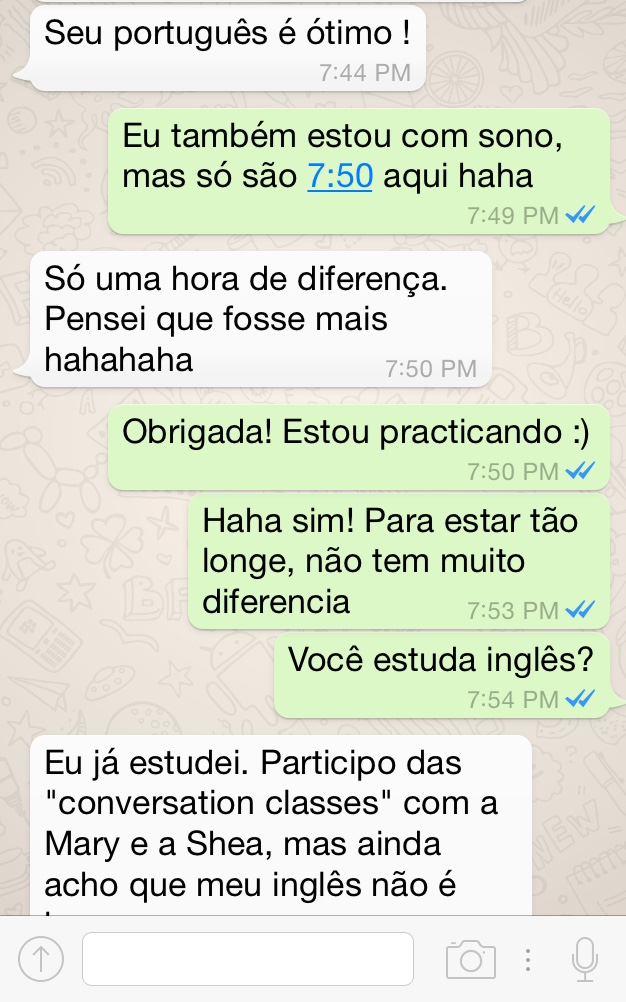 Seu português é ótimo !
7:44 PM
Eu também estou com sono,
mas só são 7:50 aqui haha
7:49 PM
Só uma hora de diferença.
Pensei que fosse mais
hahahaha
7:50 PM
Obrigada! Estou practicando :)
7:50 PM
Haha sim! Para estar tão
longe, não tem muito
diferencia
7:53 PM
Você estuda inglês?
7:54 PM
Eu já estudei. Participo das
"conversation classes" com a
Mary e a Shea, mas ainda
acho que meu inglês não é